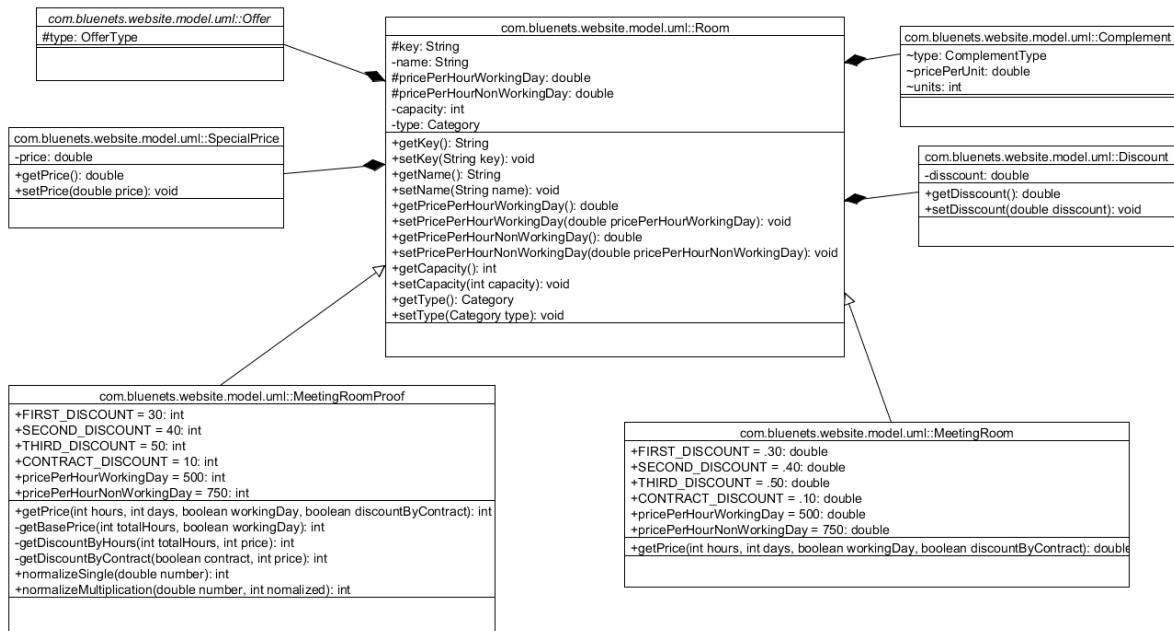 com.bluenets.website.model.uml::Offer
#type: OfferType
com.bluenets.website.model.uml::SpecialPrice
-price: double
+getPrice(): double
+setPrice(double price): void
com.bluenets.website.model.uml::Room
#key: String
-name: String
#pricePerHourWorkingDay: double
#pricePerHourNonWorkingDay: double
-capacity: int
-type: Category
+getKey(): String
+setKey(String key): void
+getName(): String
+setName(String name): void
+getPricePerHourWorkingDay(): double
+setPricePerHourWorkingDay(double pricePerHourWorkingDay): void
+getPricePerHourNonWorkingDay(): double
+setPricePerHourNonWorkingDay(double pricePerHourNonWorkingDay): void
+getCapacity(): int
+setCapacity(int capacity): void
+getType(): Category
+setType(Category type): void
com.bluenets.website.model.uml::Complement
~type: ComplementType
~pricePerUnit: double
~units: int
com.bluenets.website.model.uml::Discount
-disscount: double
+getDisscount(): double
+setDisscount(double disscount): void
com.bluenets.website.model.uml::MeetingRoomProof
+FIRST_DISCOUNT = 30: int
+SECOND_DISCOUNT = 40: int
+THIRD_DISCOUNT = 50: int
+CONTRACT_DISCOUNT = 10: int
+pricePerHourWorkingDay = 500: int
+pricePerHourNonWorkingDay = 750: int
+getPrice(int hours, int days, boolean workingDay, boolean discountByContract): int
-getBasePrice(int totalHours, boolean workingDay): int
-getDiscountByHours(int totalHours, int price): int
-getDiscountByContract(boolean contract, int price): int
+normalizeSingle(double number): int
+normalizeMultiplication(double number, int nomalized): int
com.bluenets.website.model.uml::MeetingRoom
+FIRST_DISCOUNT = .30: double
+SECOND_DISCOUNT = .40: double
+THIRD_DISCOUNT = .50: double
+CONTRACT_DISCOUNT = .10: double
+pricePerHourWorkingDay = 500: double
+pricePerHourNonWorkingDay = 750: double
+getPrice(int hours, int days, boolean workingDay, boolean discountByContract): double